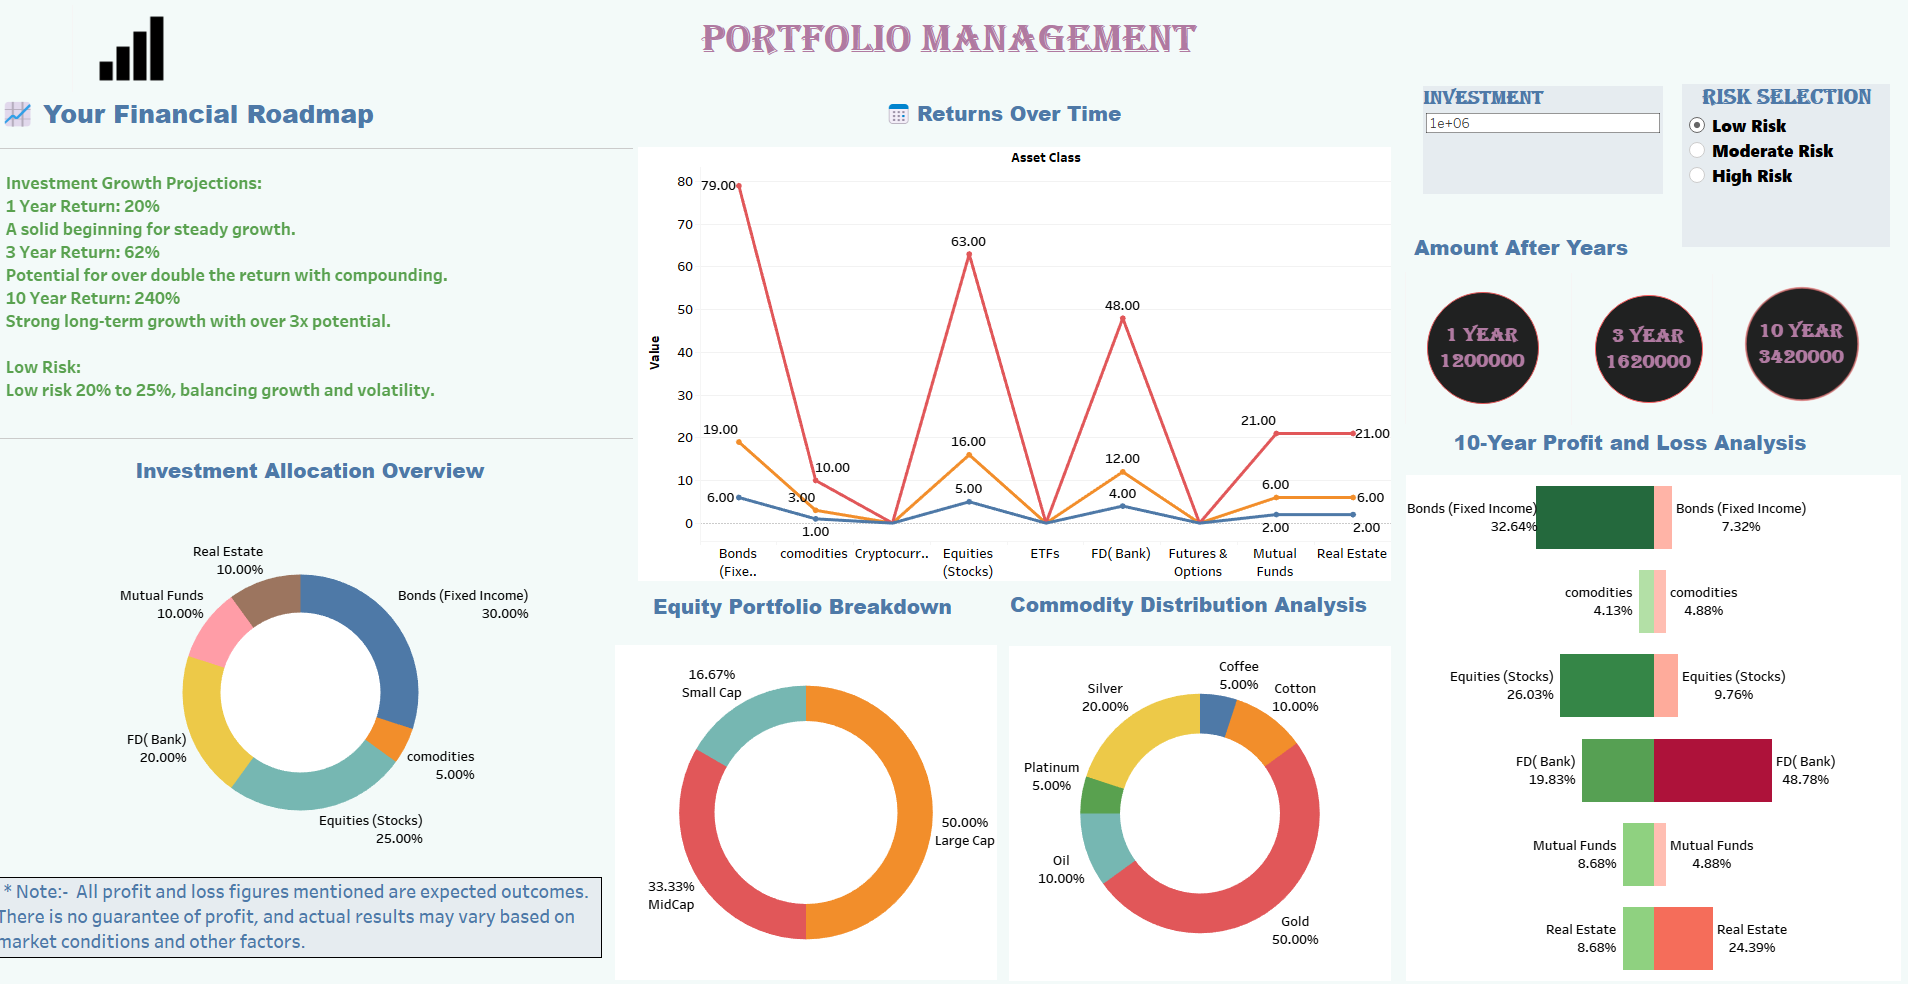 PORTFOLIO MANAGEMENT
Your Financial Roadmap
Investment Growth Projections:
1 Year Return: 20%
A solid beginning for steady growth.
3 Year Return: 62%
Potential for over double the return with compounding.
10 Year Return: 240%
Strong long-term growth with over 3x potential.
Low Risk:
Low risk 20% to 25%, balancing growth and volatility.
Returns Over Time
Asset Class
Value
80
70
60
50
40
30
20
10
0
79.00
19.00
6.00
10.00
3.00
1.00
63.00
16.00
5.00
48.00
12.00
4.00
21.00
6.00
2.00
21.00
6.00
2.00
Bonds
(Fixe..
comodities
Cryptocurr..
Equities
(Stocks)
ETFs
FD( Bank)
Futures &
Options
Mutual
Funds
Real Estate
INVESTMENT
1e+06
RISK SELECTION
Low Risk
Moderate Risk
High Risk
Amount After Years
1 YEAR
1200000
3 YEAR
1620000
10 YEAR
3420000
Investment Allocation Overview
Real Estate
10.00%
Mutual Funds
10.00%
Bonds (Fixed Income)
30.00%
FD( Bank)
20.00%
comodities
5.00%
Equities (Stocks)
25.00%
* Note:-  All profit and loss figures mentioned are expected outcomes.
There is no guarantee of profit, and actual results may vary based on
market conditions and other factors.
Equity Portfolio Breakdown
16.67%
Small Cap
50.00%
Large Cap
33.33%
MidCap
Commodity Distribution Analysis
Coffee
5.00%
Silver
20.00%
Cotton
10.00%
Platinum
5.00%
Oil
10.00%
Gold
50.00%
10-Year Profit and Loss Analysis
Bonds (Fixed Income)
32.64%
Bonds (Fixed Income)
7.32%
comodities
4.13%
comodities
4.88%
Equities (Stocks)
26.03%
Equities (Stocks)
9.76%
FD( Bank)
19.83%
FD( Bank)
48.78%
Mutual Funds
8.68%
Mutual Funds
4.88%
Real Estate
8.68%
Real Estate
24.39%